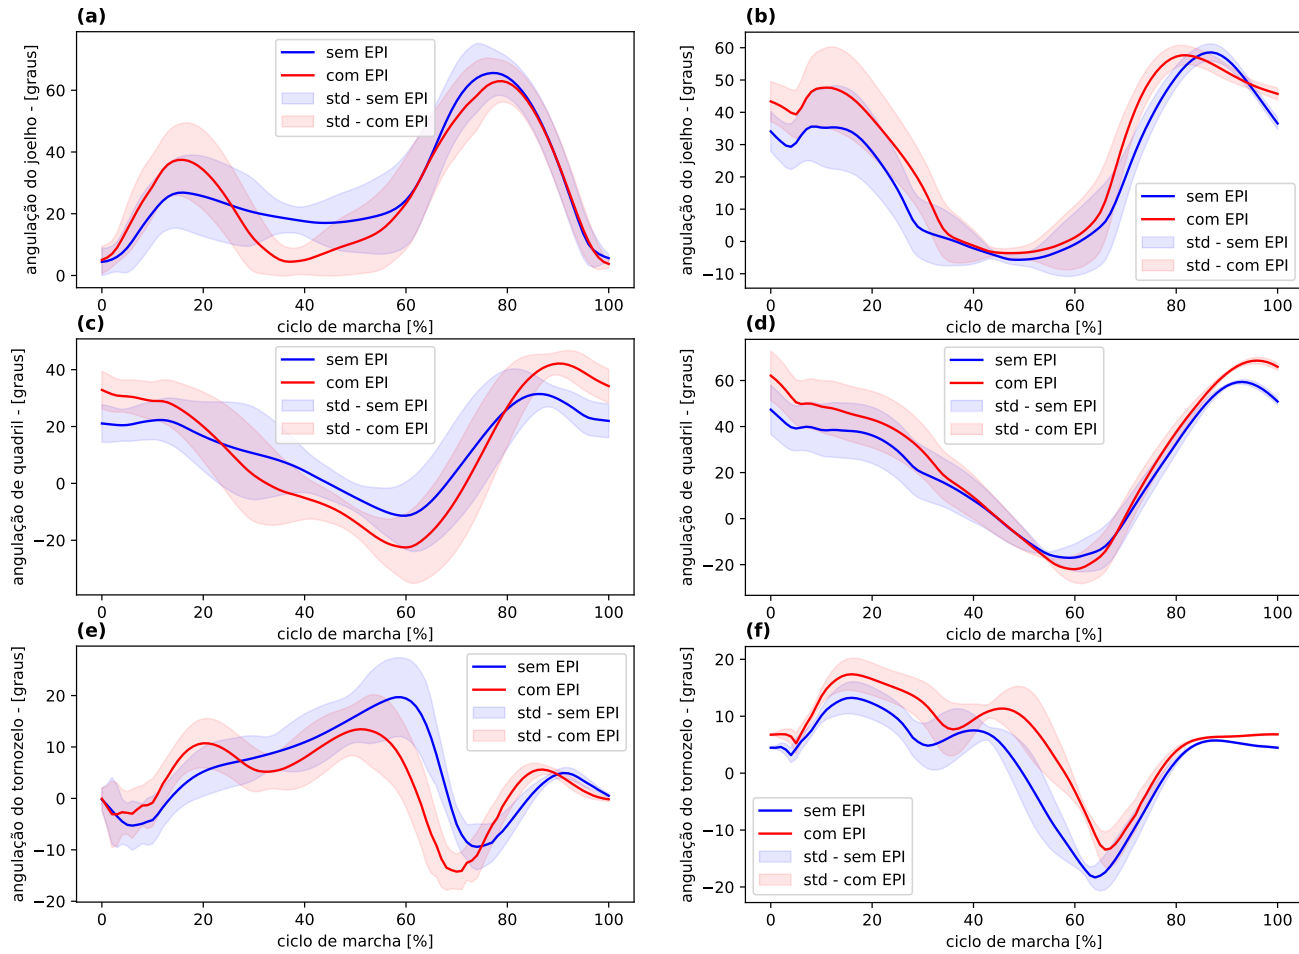 (a)
angulação do joelho - [graus]
60
40
20
0
sem EPI
com EPI
std - sem EPI
std - com EPI
0 20 40 60 80 100
ciclo de marcha [%]
(b)
angulação do joelho - [graus]
60
50
40
30
20
10
0
−10
sem EPI
com EPI
std - sem EPI
std - com EPI
0 20 40 60 80 100
ciclo de marcha [%]
(c)
angulação de quadril - [graus]
40
20
0
−20
sem EPI
com EPI
std - sem EPI
std - com EPI
0 20 40 60 80 100
ciclo de marcha [%]
(d)
angulação de quadril - [graus]
60
40
20
0
−20
sem EPI
com EPI
std - sem EPI
std - com EPI
0 20 40 60 80 100
ciclo de marcha [%]
(e)
angulação do tornozelo - [graus]
20
10
0
−10
−20
sem EPI
com EPI
std - sem EPI
std - com EPI
0 20 40 60 80 100
ciclo de marcha [%]
(f)
angulação do tornozelo - [graus]
20
10
0
−10
−20
sem EPI
com EPI
std - sem EPI
std - com EPI
0 20 40 60 80 100
ciclo de marcha [%]